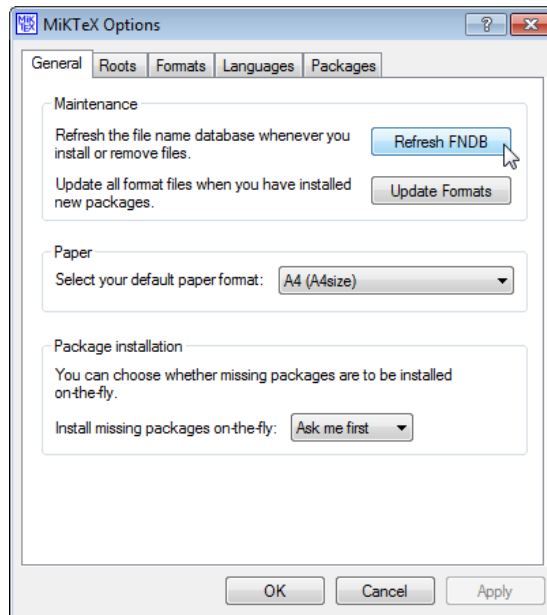 MiKTeX Options
General Roots Formats Languages Packages
Maintenance
Refresh the file name database whenever you
install or remove files.
Refresh FNDB
Update all format files when you have installed
new packages.
Update Formats
Paper
Select your default paper format: A4 (A4size)
Package installation
You can choose whether missing packages are to be installed
on-the-fly.
Install missing packages on-the-fly: Ask me first
OK Cancel Apply